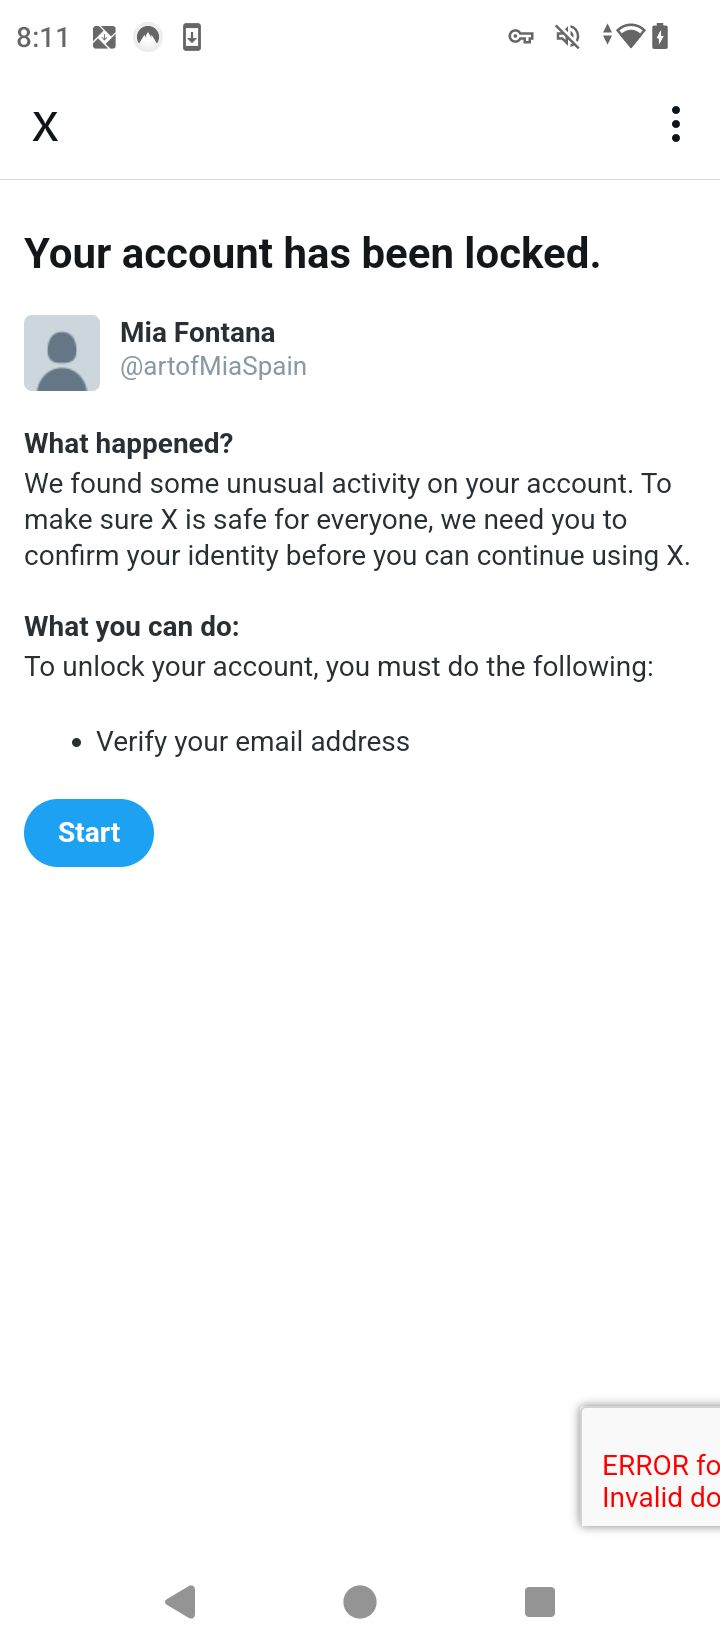 8:11
X
Your account has been locked.
Mia Fontana
@artofMiaSpain
What happened?
We found some unusual activity on your account. To
make sure X is safe for everyone, we need you to
confirm your identity before you can continue using X.
What you can do:
To unlock your account, you must do the following:
• Verify your email address
Start
ERROR fo
Invalid do